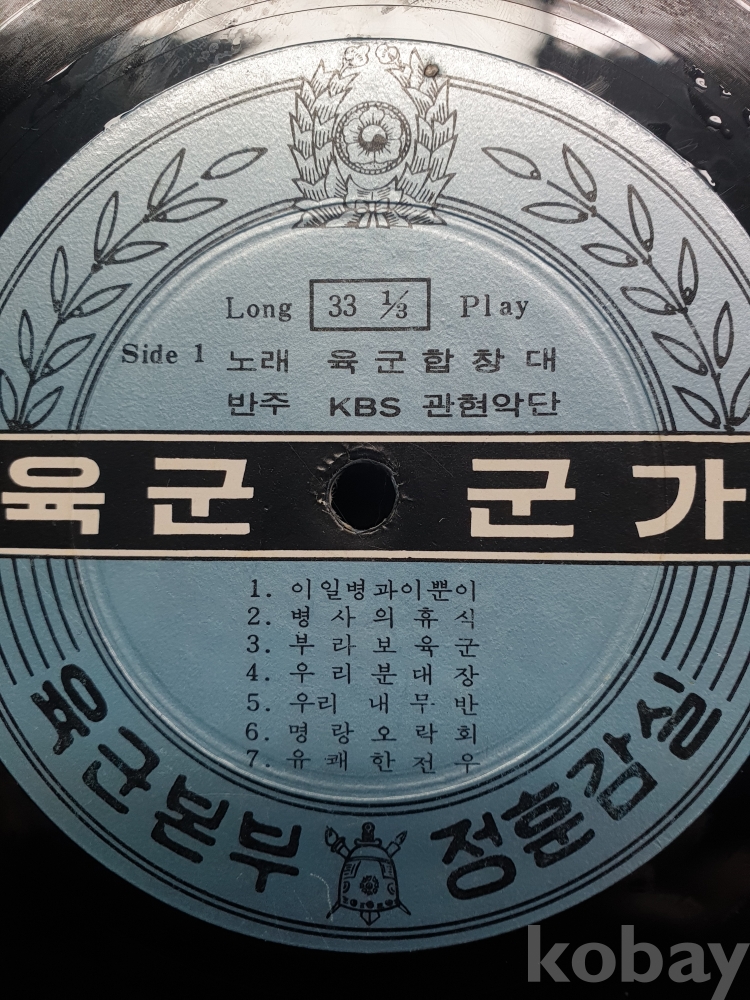 Long 33 ⅓ Play
Side 1 노래 육군합창대
반주 KBS 관현악단
육군 군가
1. 이일병과이뿐이
2. 병사의휴식
3. 부라보육군
4. 우리분대장
5. 우리 내무반
6. 명랑오락회
7. 유쾌한전우
육군본부 정훈감실
kobay